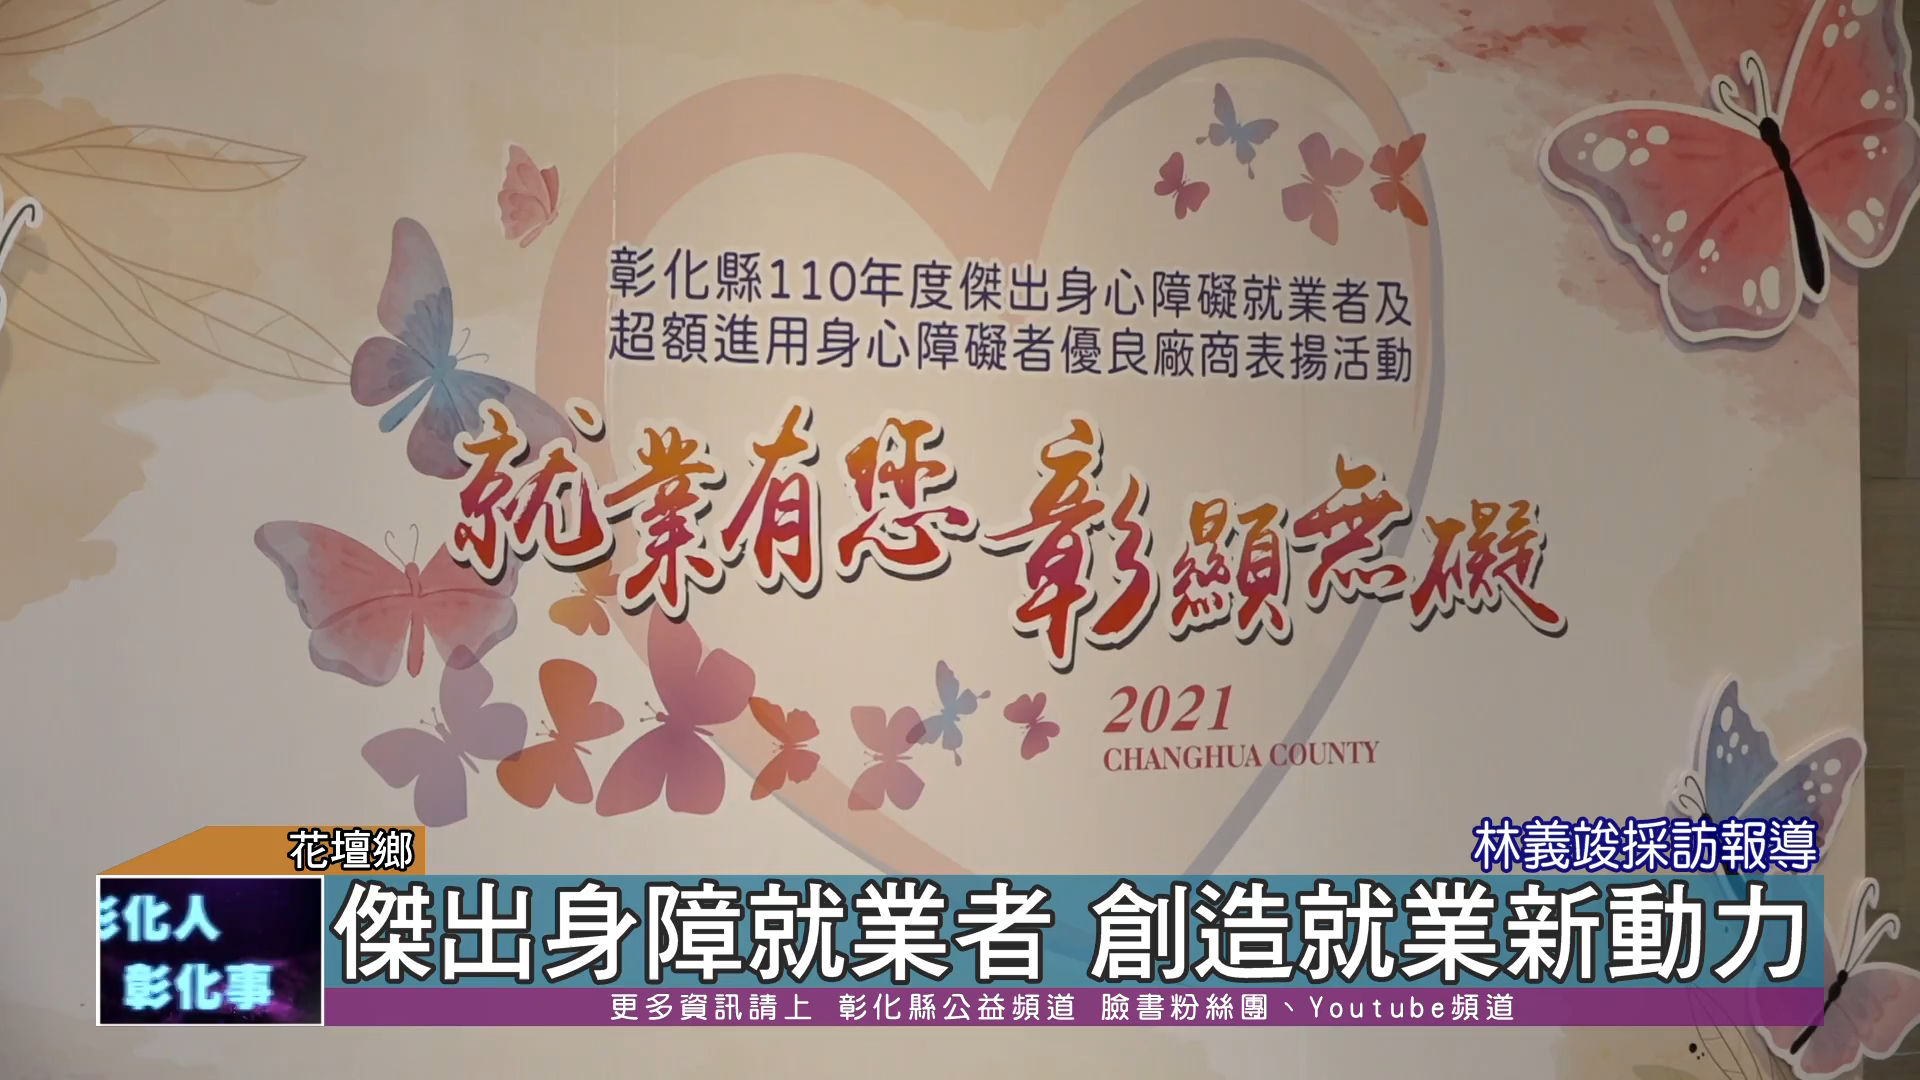 彰化縣110年度傑出身心障礙就業者及
超額進用身心障礙者優良廠商表揚活動
就業有您 彰顯無礙
2021
CHANGHUA COUNTY
花壇鄉
林義竣採訪報導
彰化人
彰化事
傑出身障就業者 創造就業新動力
更多資訊請上 彰化縣公益頻道 臉書粉絲團、Youtube頻道